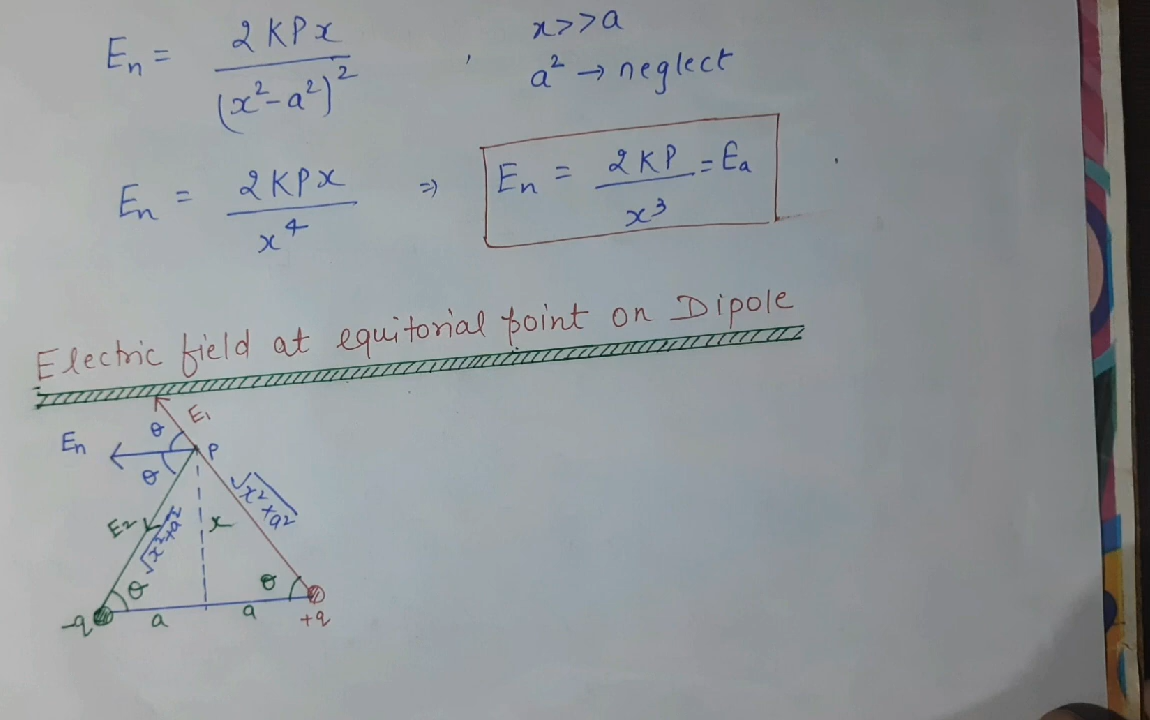 Eₙ = 2KPx / (x² - a²)² , x>>a
a² → neglect
Eₙ = 2KPx / x⁴ ⇒ Eₙ = 2KP / x³ = Eₐ
Electric field at equitorial point on Dipole
E₁
θ
Eₙ
P
θ
√x²+a²
E₂
√x²+a²
x
θ
θ
-q
a
a
+q